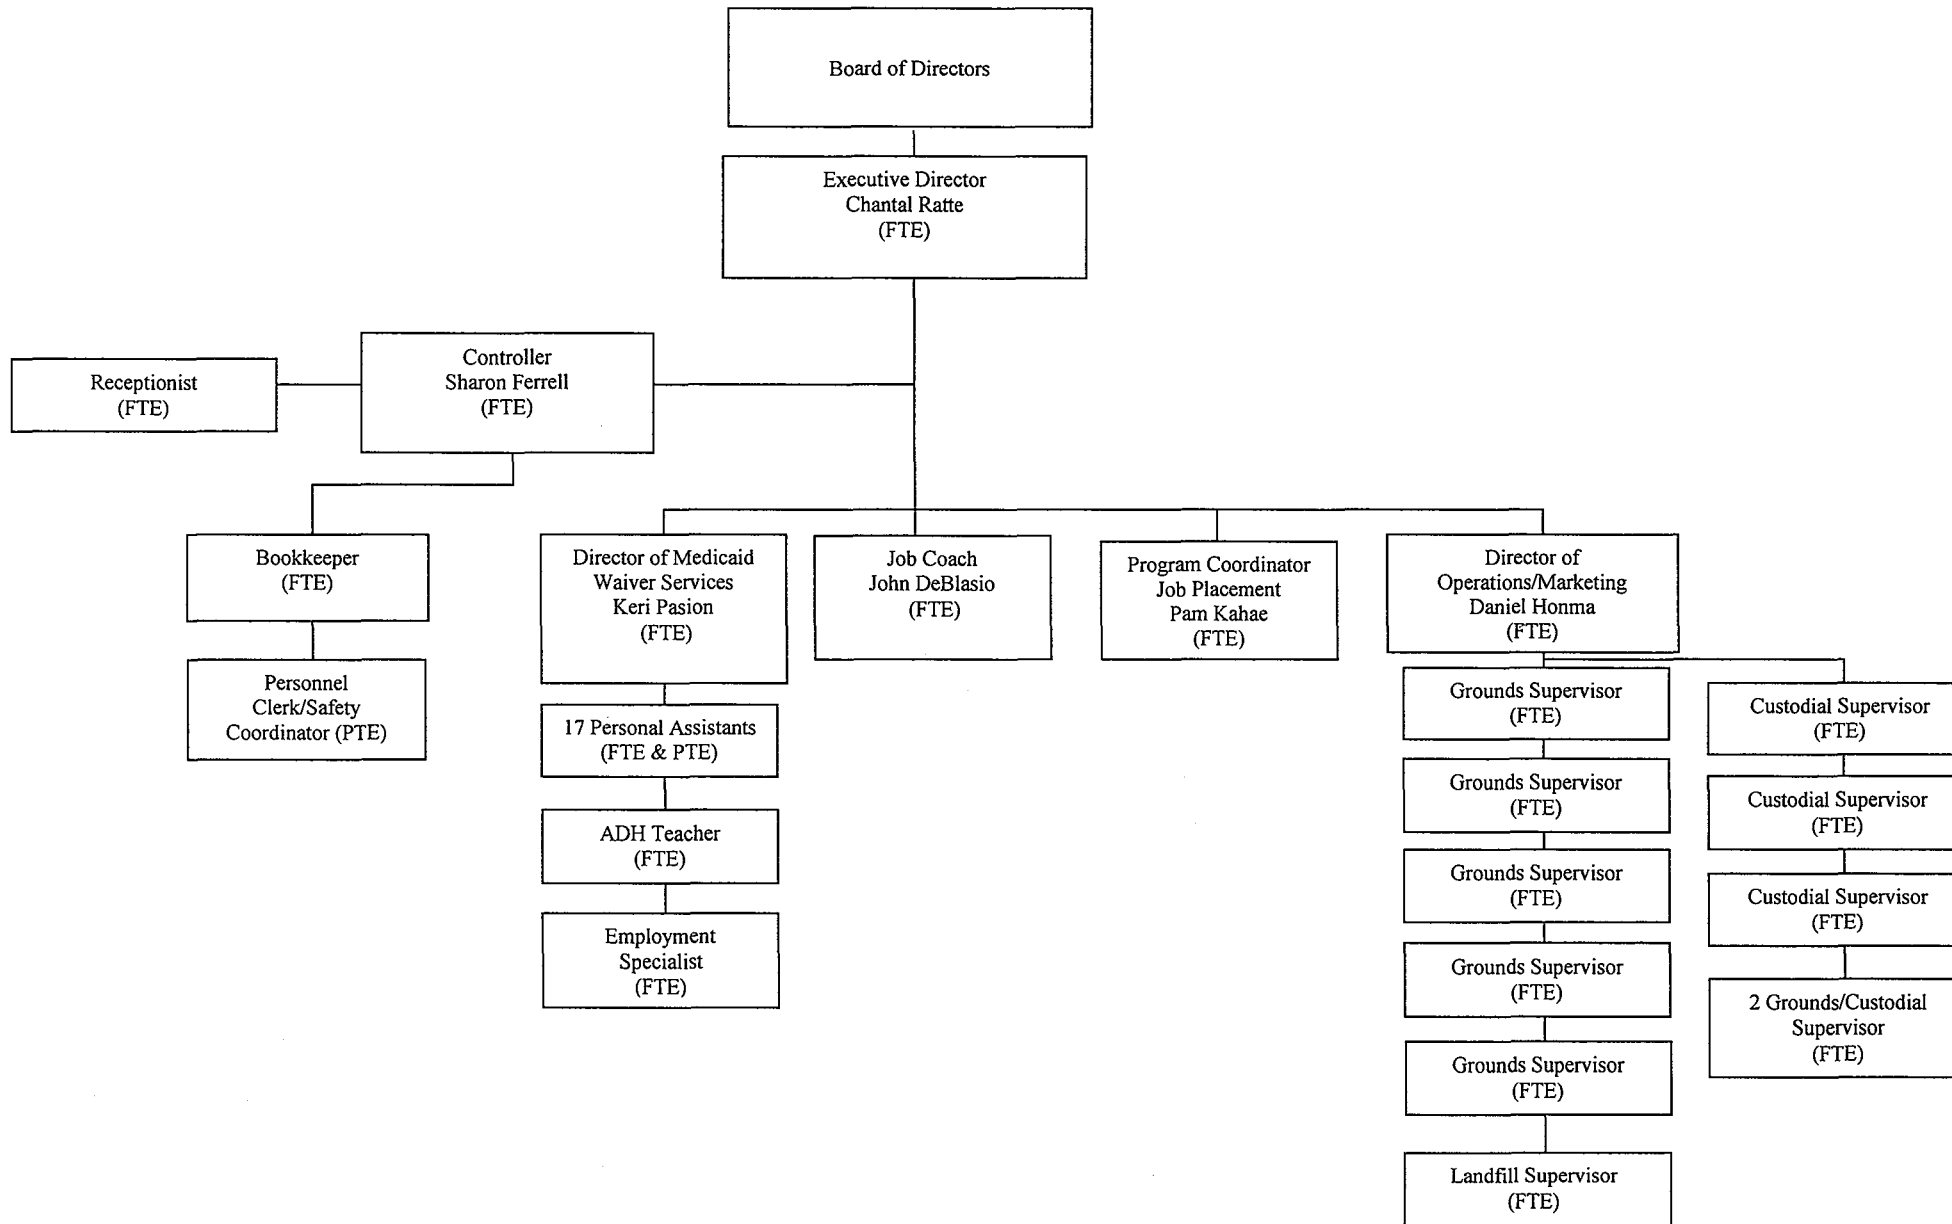 Board of Directors
Executive Director
Chantal Ratte
(FTE)
Receptionist
(FTE)
Controller
Sharon Ferrell
(FTE)
Bookkeeper
(FTE)
Personnel
Clerk/Safety
Coordinator (PTE)
Director of Medicaid
Waiver Services
Keri Pasion
(FTE)
17 Personal Assistants
(FTE & PTE)
ADH Teacher
(FTE)
Employment
Specialist
(FTE)
Job Coach
John DeBlasio
(FTE)
Program Coordinator
Job Placement
Pam Kahae
(FTE)
Director of
Operations/Marketing
Daniel Honma
(FTE)
Grounds Supervisor
(FTE)
Grounds Supervisor
(FTE)
Grounds Supervisor
(FTE)
Grounds Supervisor
(FTE)
Grounds Supervisor
(FTE)
Landfill Supervisor
(FTE)
Custodial Supervisor
(FTE)
Custodial Supervisor
(FTE)
Custodial Supervisor
(FTE)
2 Grounds/Custodial
Supervisor
(FTE)